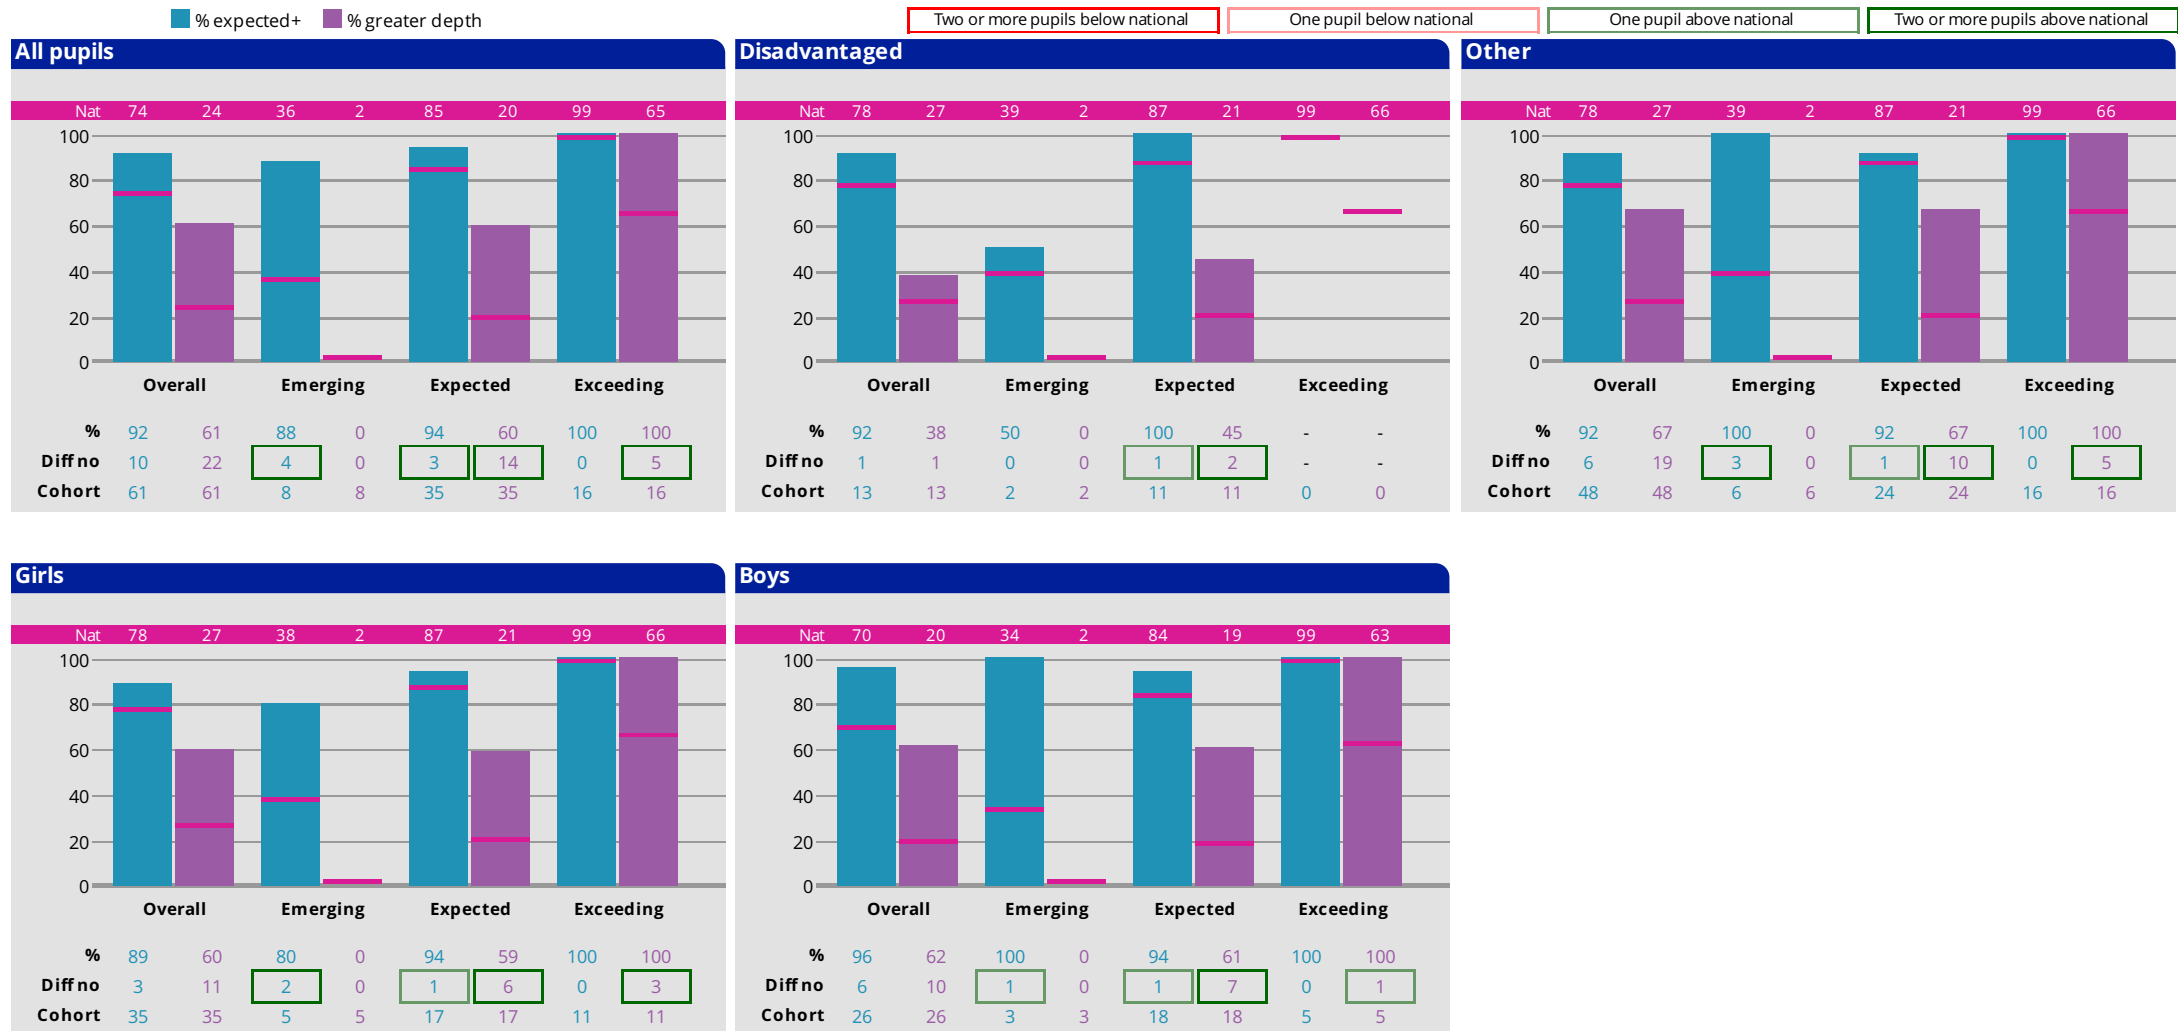 % expected+ % greater depth
Two or more pupils below national One pupil below national One pupil above national Two or more pupils above national
All pupils
Nat 74 24 36 2 85 20 99 65
100
80
60
40
20
0
Overall Emerging Expected Exceeding
% 92 61 88 0 94 60 100 100
Diff no 10 22 4 0 3 14 0 5
Cohort 61 61 8 8 35 35 16 16
Disadvantaged
Nat 78 27 39 2 87 21 99 66
100
80
60
40
20
0
Overall Emerging Expected Exceeding
% 92 38 50 0 100 45 - -
Diff no 1 1 0 0 1 2 - -
Cohort 13 13 2 2 11 11 0 0
Other
Nat 78 27 39 2 87 21 99 66
100
80
60
40
20
0
Overall Emerging Expected Exceeding
% 92 67 100 0 92 67 100 100
Diff no 6 19 3 0 1 10 0 5
Cohort 48 48 6 6 24 24 16 16
Girls
Nat 78 27 38 2 87 21 99 66
100
80
60
40
20
0
Overall Emerging Expected Exceeding
% 89 60 80 0 94 59 100 100
Diff no 3 11 2 0 1 6 0 3
Cohort 35 35 5 5 17 17 11 11
Boys
Nat 70 20 34 2 84 19 99 63
100
80
60
40
20
0
Overall Emerging Expected Exceeding
% 96 62 100 0 94 61 100 100
Diff no 6 10 1 0 1 7 0 1
Cohort 26 26 3 3 18 18 5 5